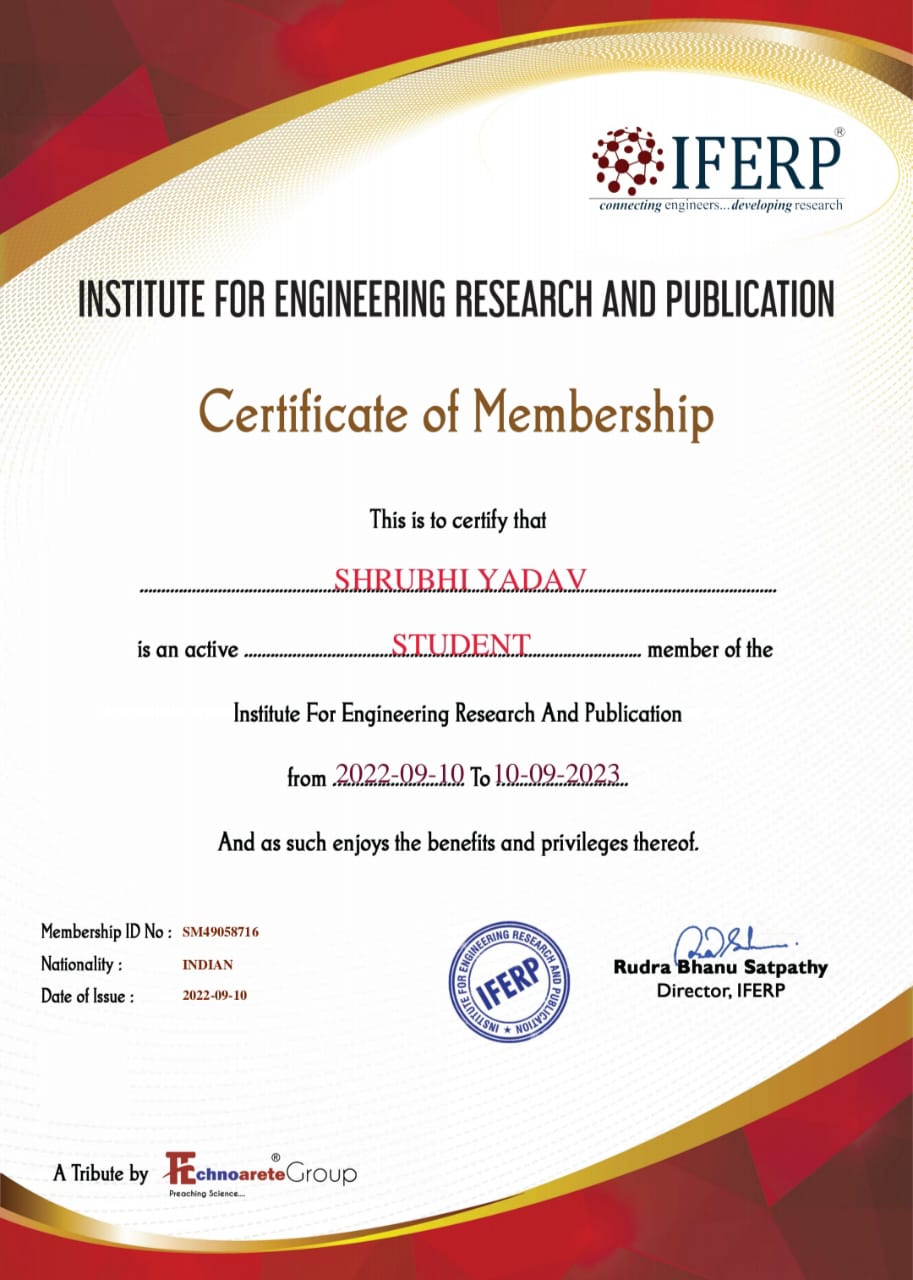 IFERP®
connecting engineers...developing research
INSTITUTE FOR ENGINEERING RESEARCH AND PUBLICATION
Certificate of Membership
This is to certify that
SHRUBHI YADAV
is an active STUDENT member of the
Institute For Engineering Research And Publication
from 2022-09-10 To 10-09-2023
And as such enjoys the benefits and privileges thereof.
Membership ID No : SM49058716
Nationality : INDIAN
Date of Issue : 2022-09-10
INSTITUTE FOR ENGINEERING RESEARCH AND PUBLICATION
IFERP
Rudra Bhanu Satpathy
Director, IFERP
A Tribute by TEchnoarete® Group
Preaching Science...